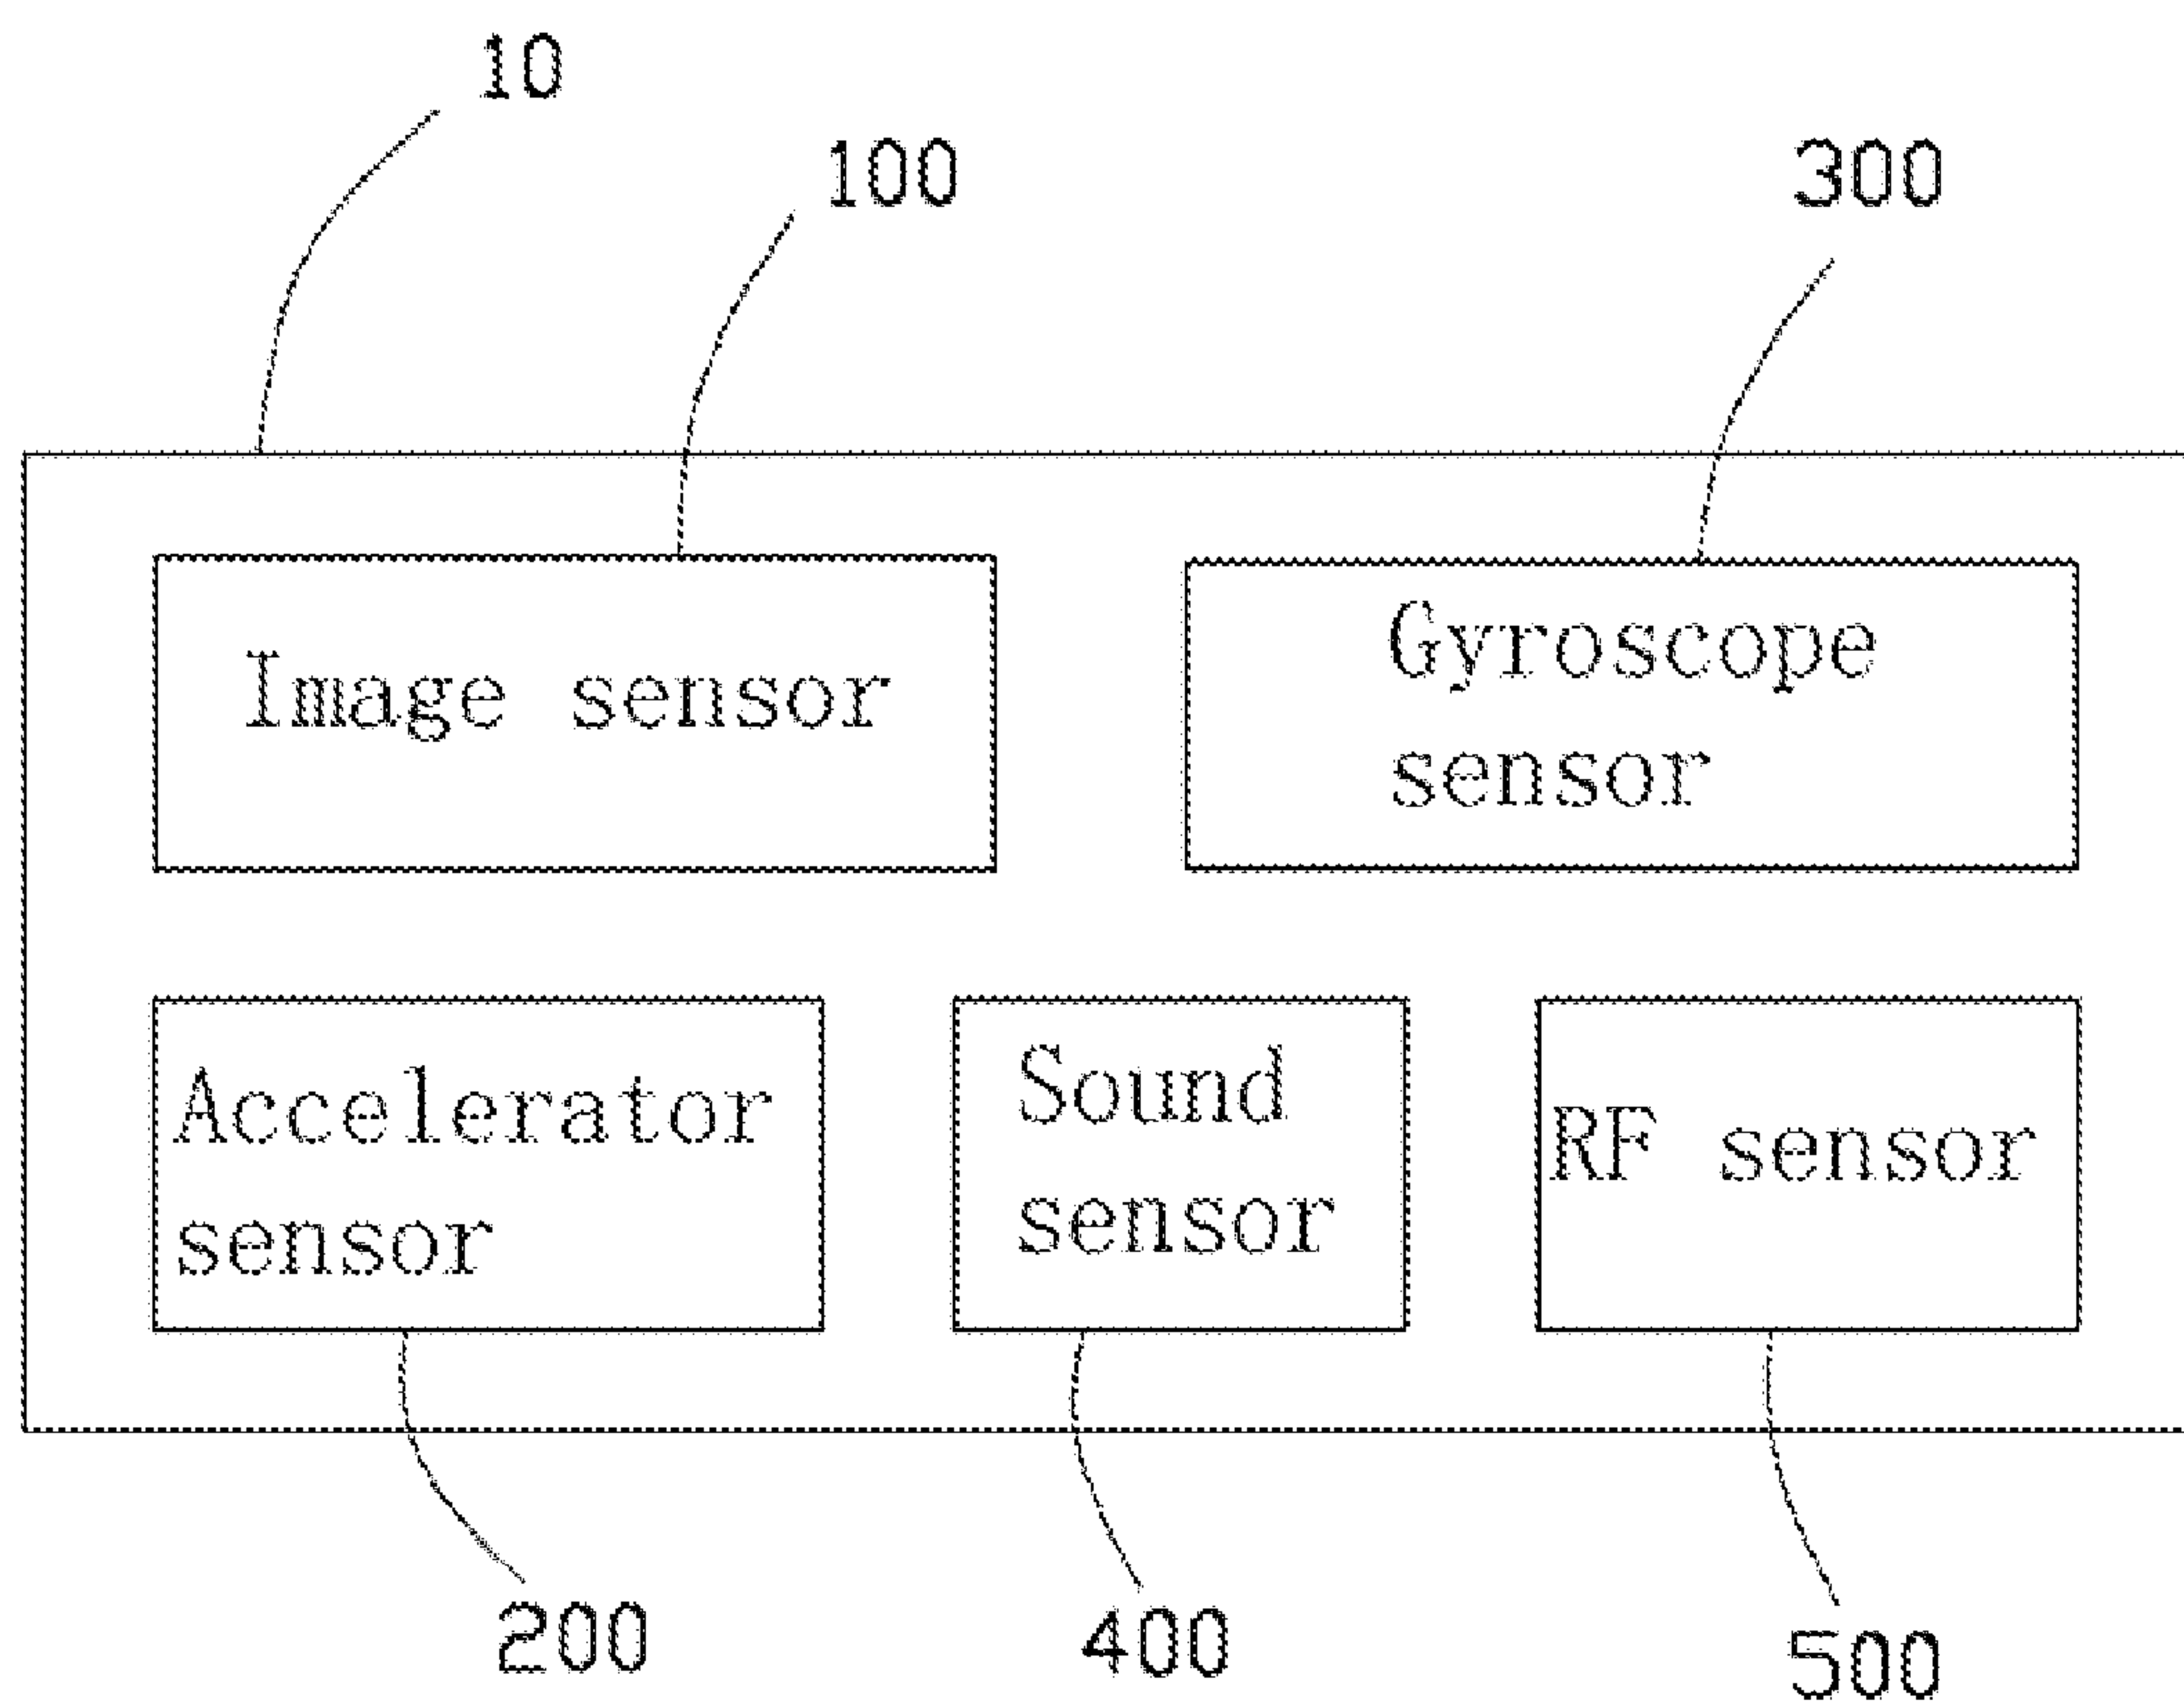 10
100
300
Image sensor
Gyroscope
sensor
Accelerator
sensor
Sound
sensor
RF sensor
200
400
500